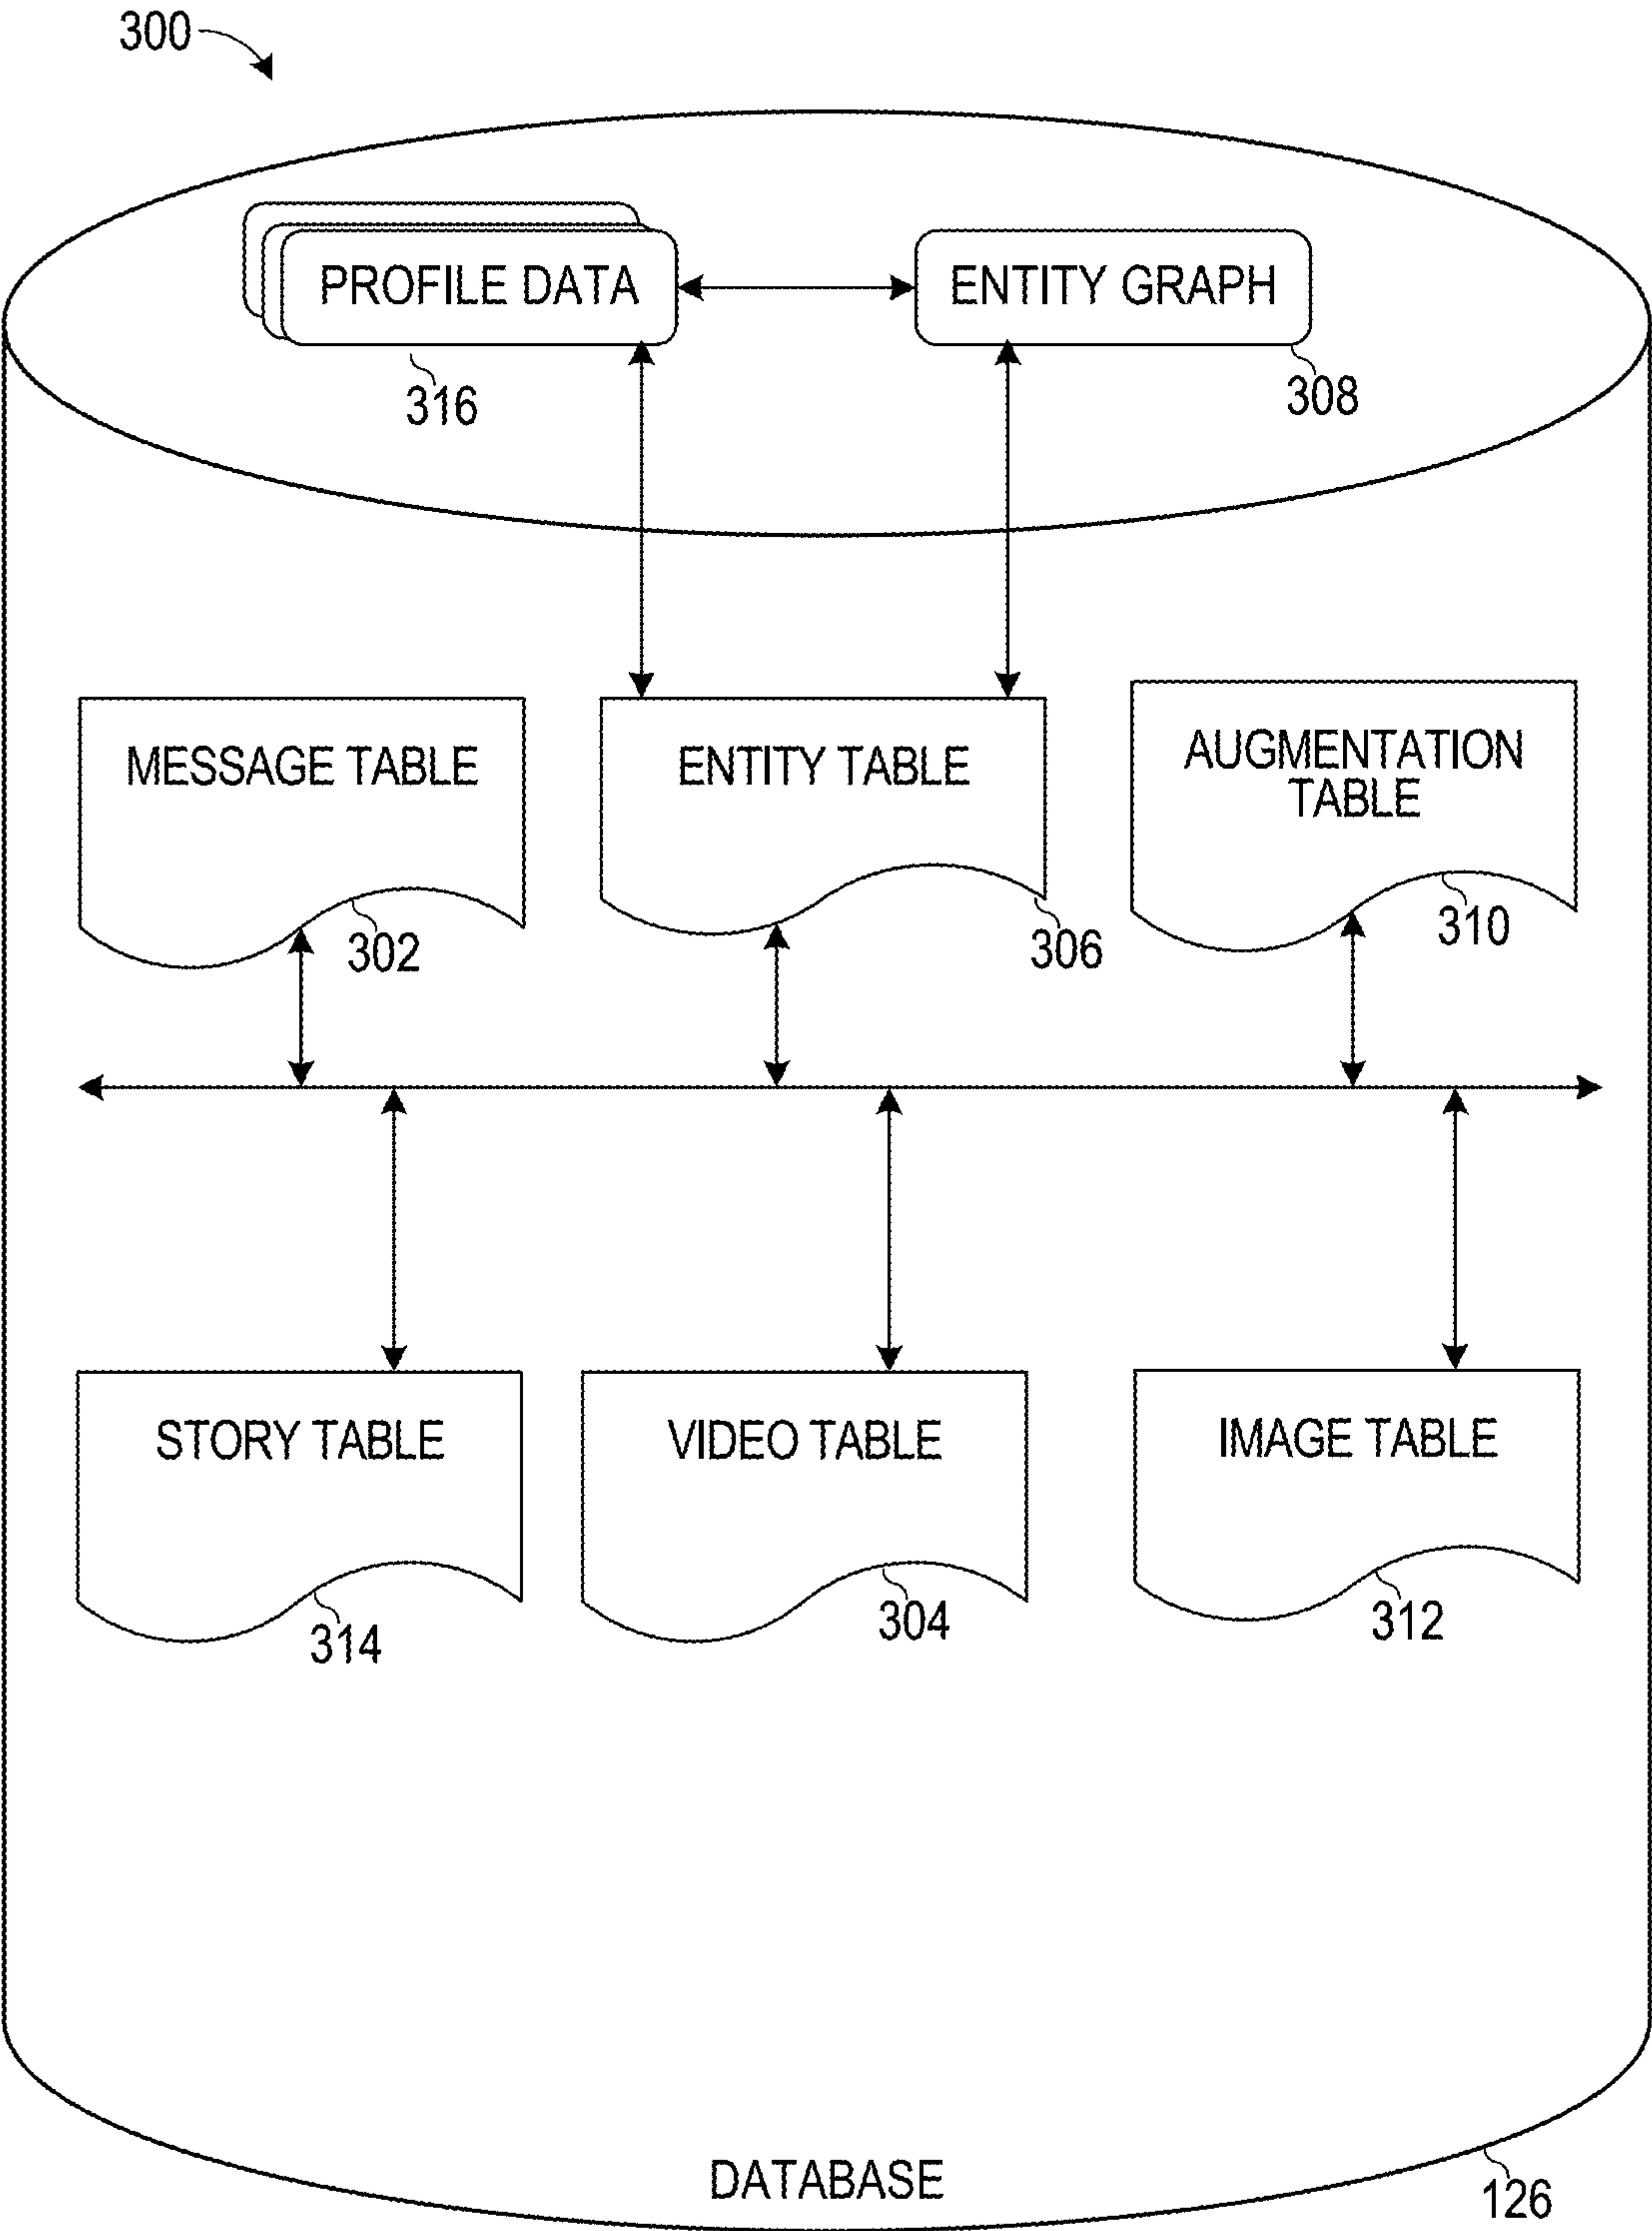 300
PROFILE DATA
ENTITY GRAPH
316
308
MESSAGE TABLE
ENTITY TABLE
AUGMENTATION
TABLE
302
306
310
STORY TABLE
VIDEO TABLE
IMAGE TABLE
314
304
312
DATABASE
126